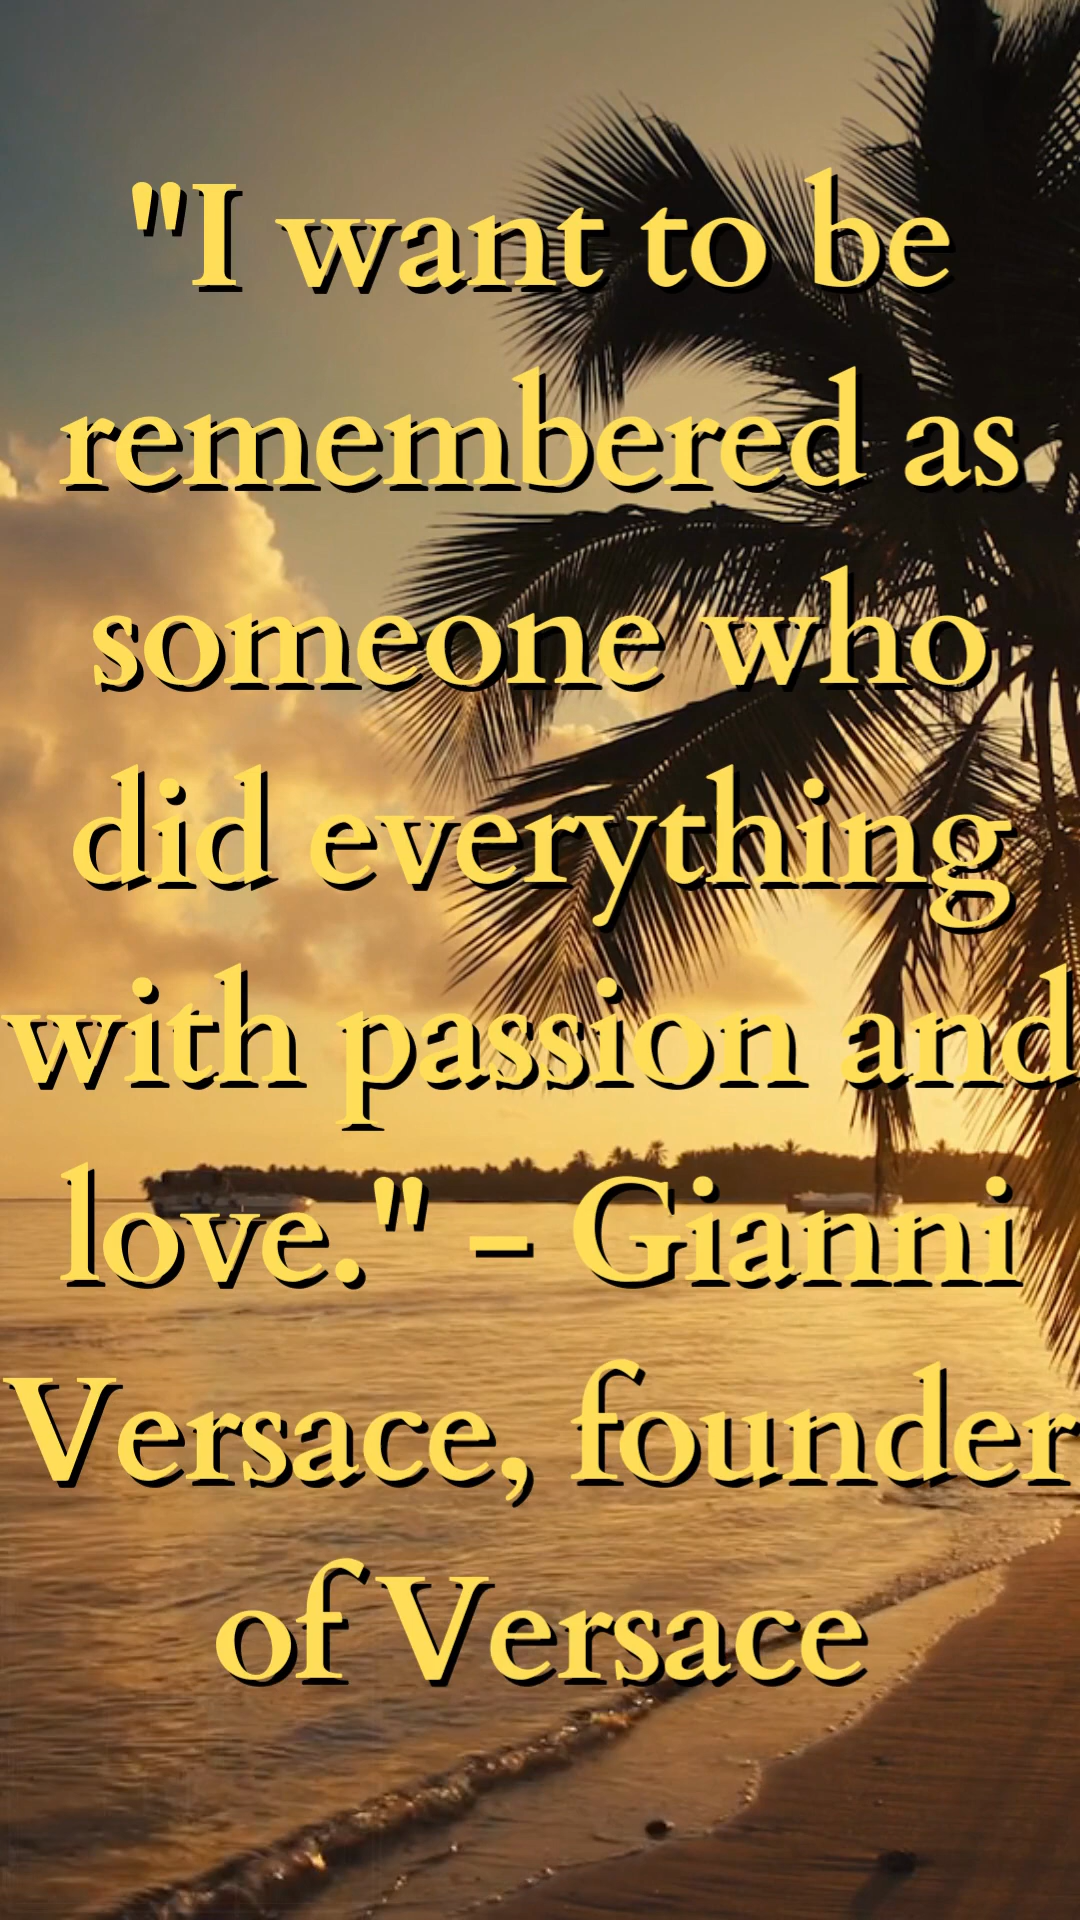 "I want to be
remembered as
someone who
did everything
with passion and
love." - Gianni
Versace, founder
of Versace